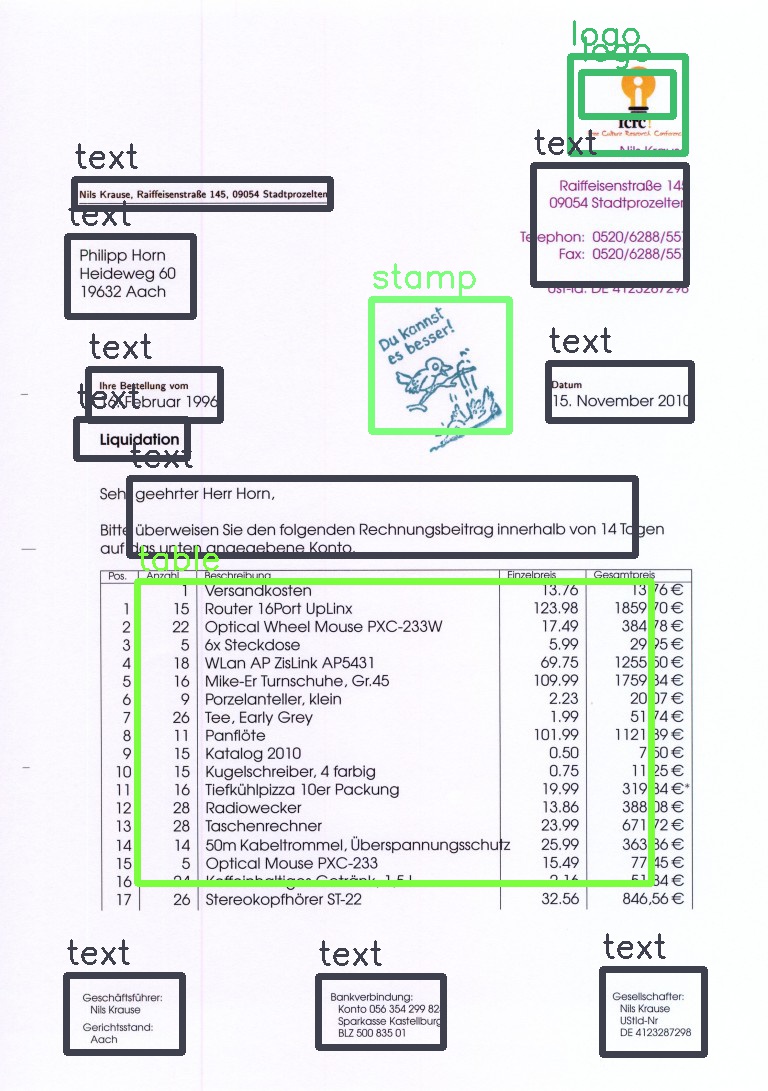 logo
logo
ICRC
Culture Research Conference
Nils Kraus
text
text
Nils Krause, Raiffeisenstraße 145, 09054 Stadtprozelten
Raiffeisenstraße 145
09054 Stadtprozelten
text
Telephon: 0520/6288/55
Fax: 0520/6288/55
Philipp Horn
Heideweg 60
19632 Aach
Ust-Id: DE 4123287298
stamp
Du kannst
es besser!
text
text
Ihre Bestellung vom
Februar 1996
Datum
15. November 2010
text
Liquidation
text
Sehr geehrter Herr Horn,
Bitte überweisen Sie den folgenden Rechnungsbeitrag innerhalb von 14 Tagen
auf das unten angegebene Konto.
table
Pos. Anzahl Beschreibung Einzelpreis Gesamtpreis
1 Versandkosten 13.76 13,76 €
1 15 Router 16Port UpLinx 123.98 1859,70 €
2 22 Optical Wheel Mouse PXC-233W 17.49 384,78 €
3 5 6x Steckdose 5.99 29,95 €
4 18 WLan AP ZisLink AP5431 69.75 1255,50 €
5 16 Mike-Er Turnschuhe, Gr.45 109.99 1759,84 €
6 9 Porzelanteller, klein 2.23 20,07 €
7 26 Tee, Early Grey 1.99 51,74 €
8 11 Panflöte 101.99 1121,89 €
9 15 Katalog 2010 0.50 7,50 €
10 15 Kugelschreiber, 4 farbig 0.75 11,25 €
11 16 Tiefkühlpizza 10er Packung 19.99 319,84 €*
12 28 Radiowecker 13.86 388,08 €
13 28 Taschenrechner 23.99 671,72 €
14 14 50m Kabeltrommel, Überspannungsschutz 25.99 363,86 €
15 5 Optical Mouse PXC-233 15.49 77,45 €
16 24 Koffeinhaltiges Getränk, 1,5 L 2.16 51,84 €
17 26 Stereokopfhörer ST-22 32.56 846,56 €
text
text
text
Geschäftsführer:
Nils Krause
Gerichtsstand:
Aach
Bankverbindung:
Konto 056 354 299 82
Sparkasse Kastellburg
BLZ 500 835 01
Gesellschafter:
Nils Krause
UStId-Nr
DE 4123287298